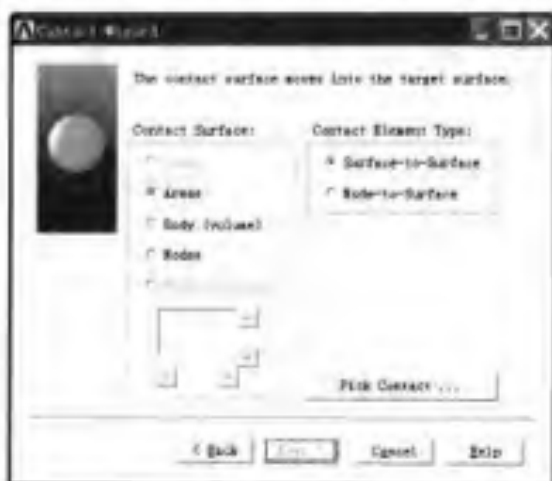 Contact Wizard
The contact surface moves into the target surface.
Contact Surface:
Contact Element Type:
Areas
Body (volume)
Nodes
Surface-to-Surface
Node-to-Surface
Pick Contact ...
< Back
Cancel
Help